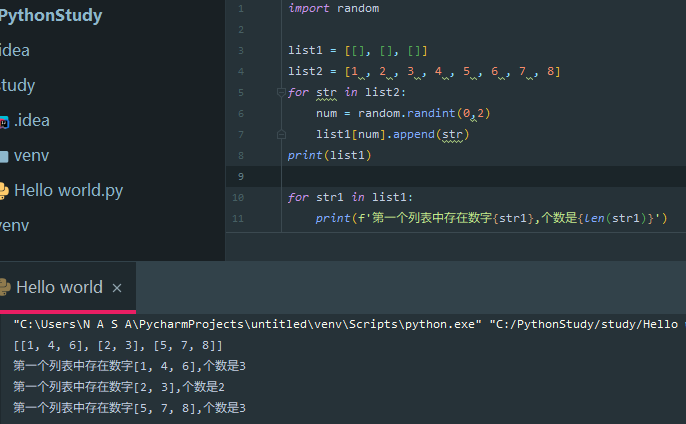 PythonStudy
idea
tudy
.idea
venv
Hello world.py
venv
1 import random
2
3 list1 = [[], [], []]
4 list2 = [1 , 2 , 3 , 4 , 5 , 6 , 7 , 8]
5 for str in list2:
6 num = random.randint(0,2)
7 list1[num].append(str)
8 print(list1)
9
10 for str1 in list1:
11 print(f'第一个列表中存在数字{str1},个数是{len(str1)}')
Hello world ×
"C:\Users\N A S A\PycharmProjects\untitled\venv\Scripts\python.exe" "C:/PythonStudy/study/Hello
[[1, 4, 6], [2, 3], [5, 7, 8]]
第一个列表中存在数字[1, 4, 6],个数是3
第一个列表中存在数字[2, 3],个数是2
第一个列表中存在数字[5, 7, 8],个数是3